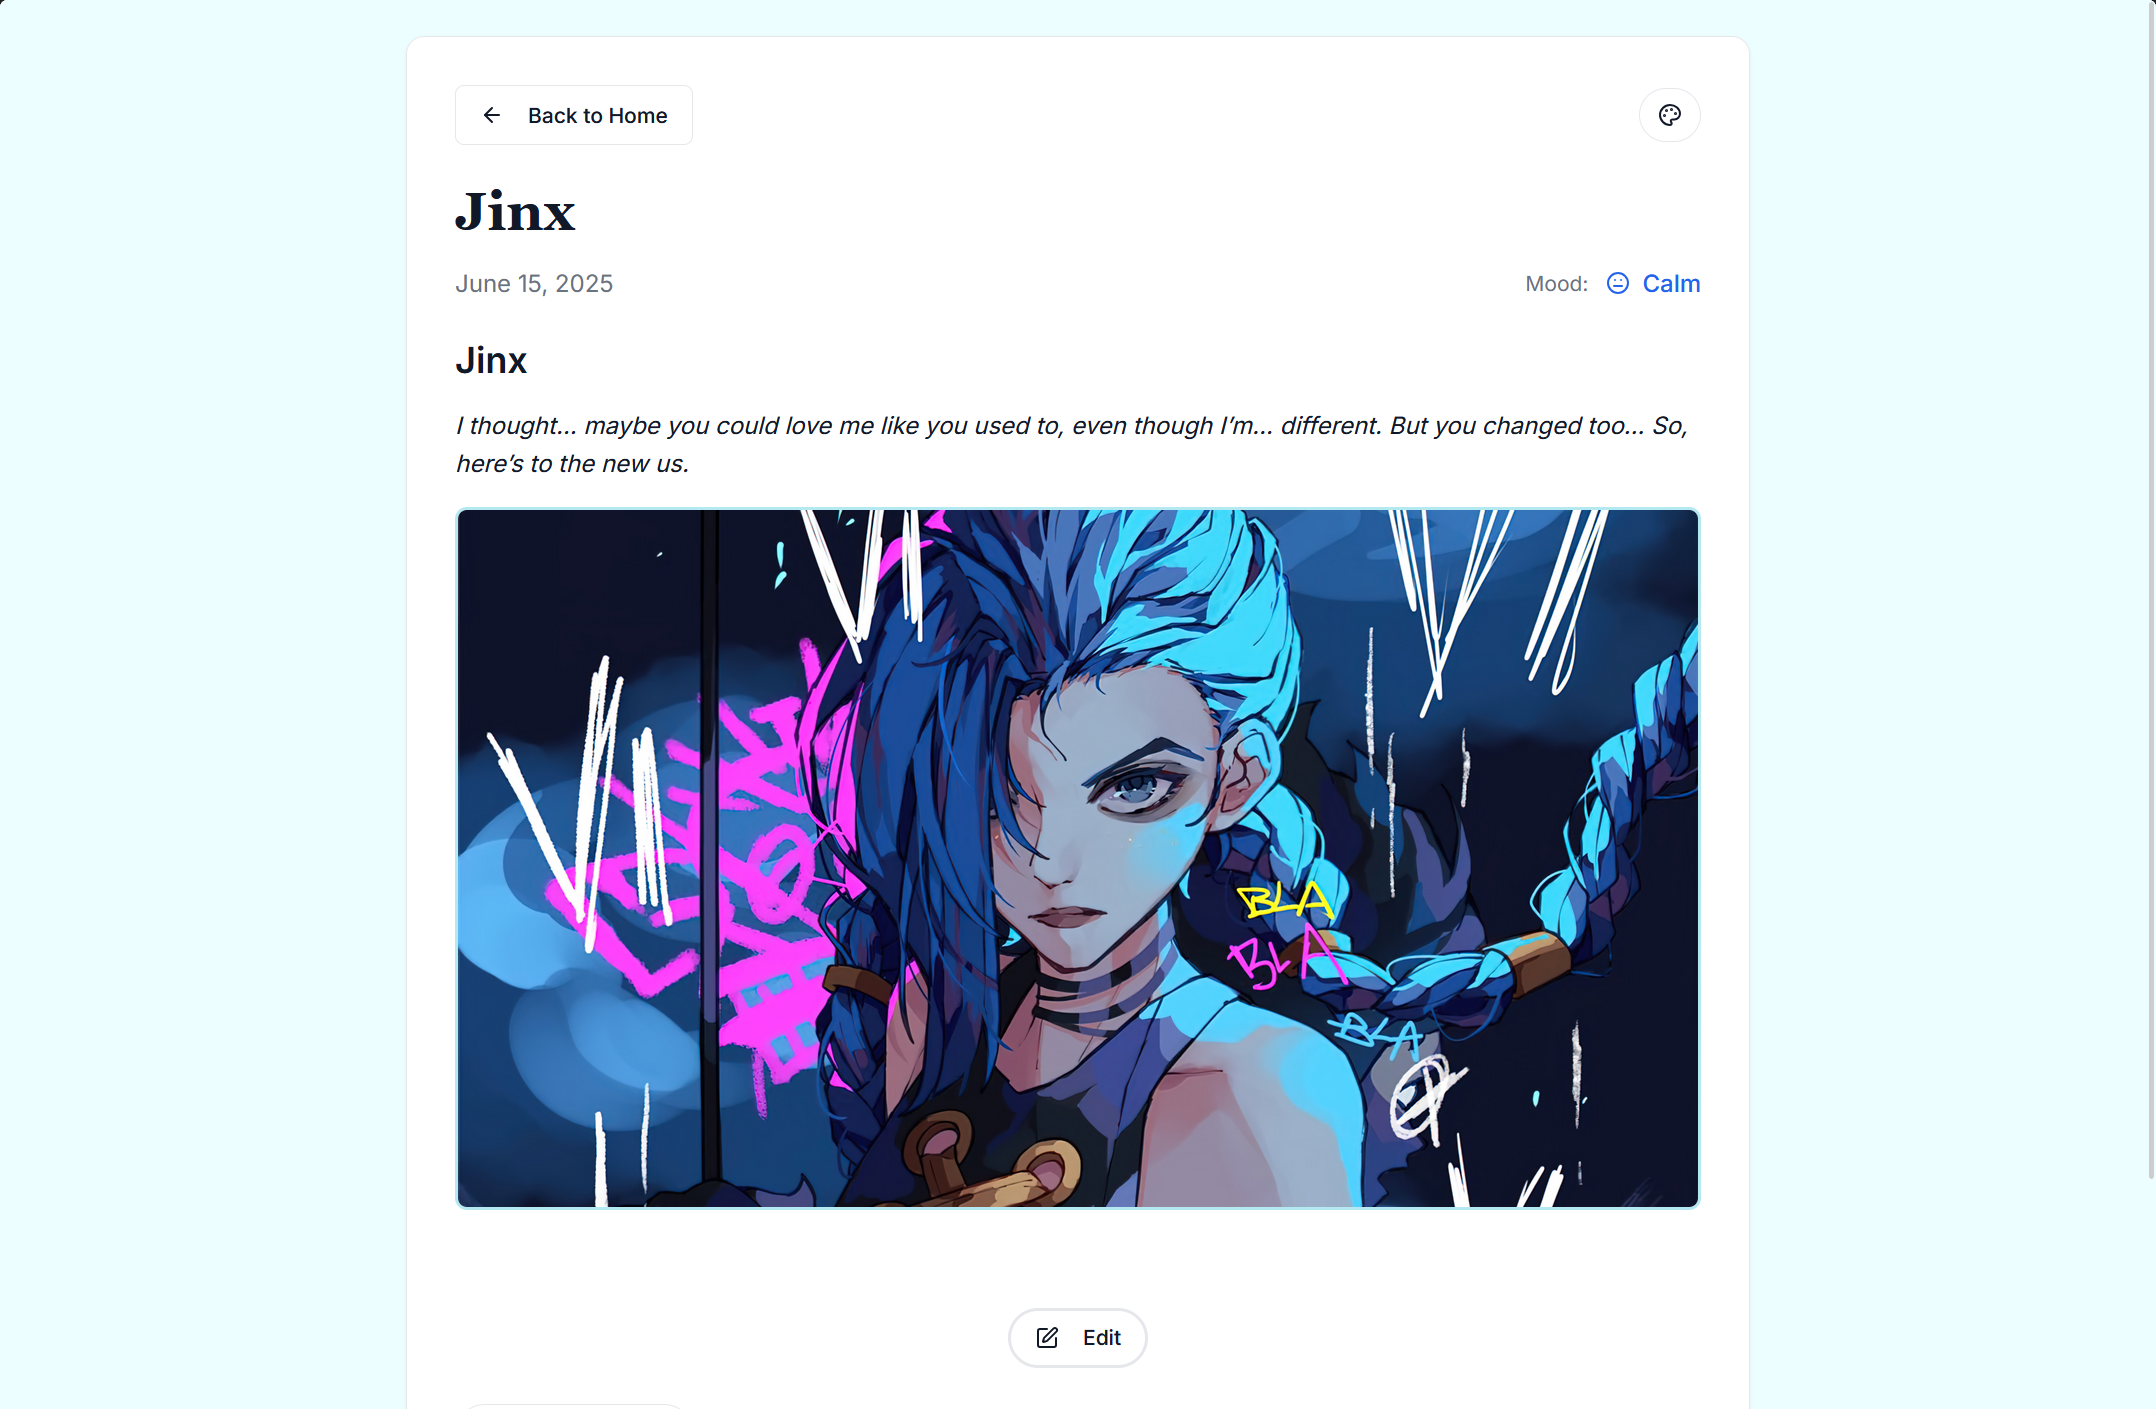 Back to Home
Jinx
June 15, 2025
Mood: Calm
Jinx
I thought... maybe you could love me like you used to, even though I'm... different. But you changed too... So,
here's to the new us.
BLA
BLA
BLA
Edit